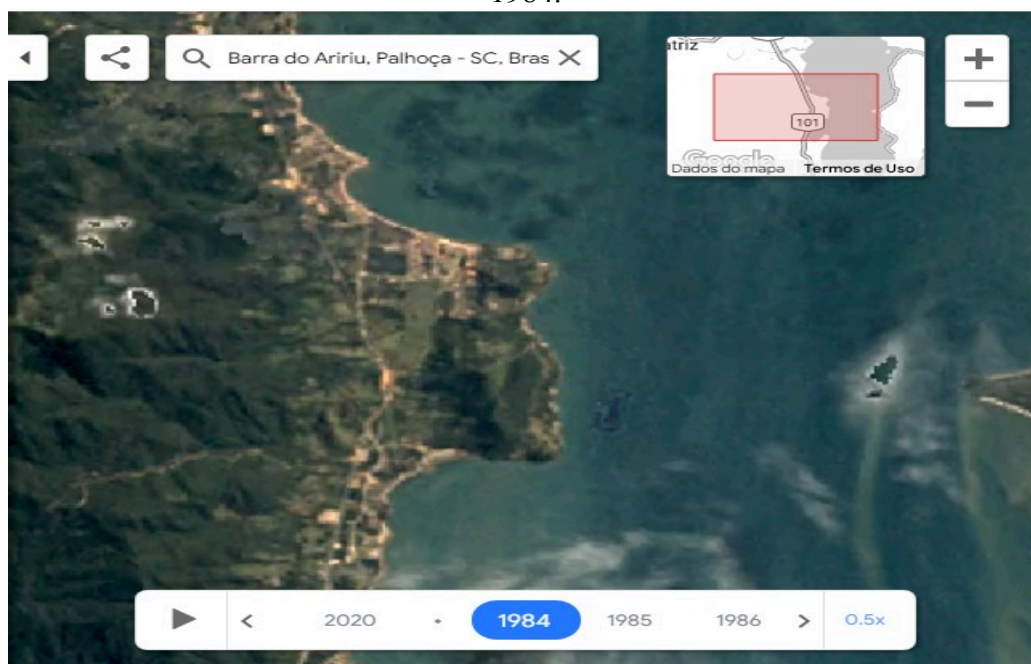 1984.
Barra do Aririu, Palhoça - SC, Bras
atriz
101
Google
Dados do mapa Termos de Uso
2020 1984 1985 1986 0.5x